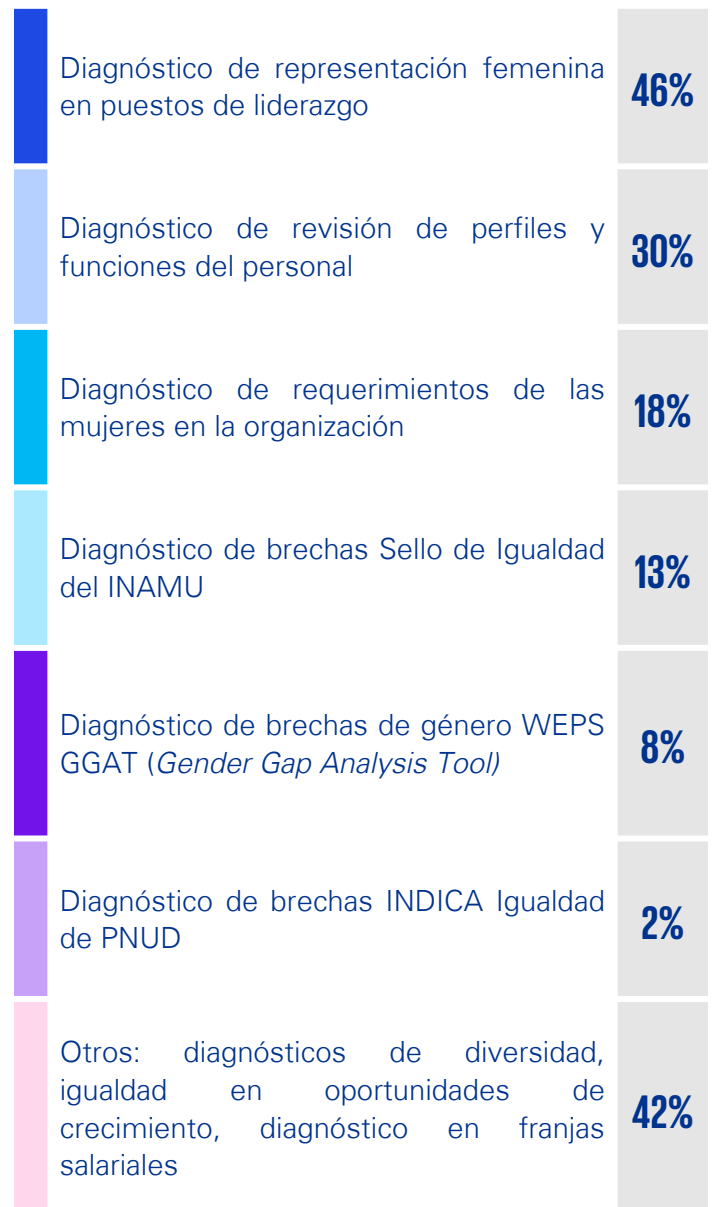 Diagnóstico de representación femenina
en puestos de liderazgo
46%
Diagnóstico de revisión de perfiles y
funciones del personal
30%
Diagnóstico de requerimientos de las
mujeres en la organización
18%
Diagnóstico de brechas Sello de Igualdad
del INAMU
13%
Diagnóstico de brechas de género WEPS
GGAT (Gender Gap Analysis Tool)
8%
Diagnóstico de brechas INDICA Igualdad
de PNUD
2%
Otros: diagnósticos de diversidad,
igualdad en oportunidades de
crecimiento, diagnóstico en franjas
salariales
42%